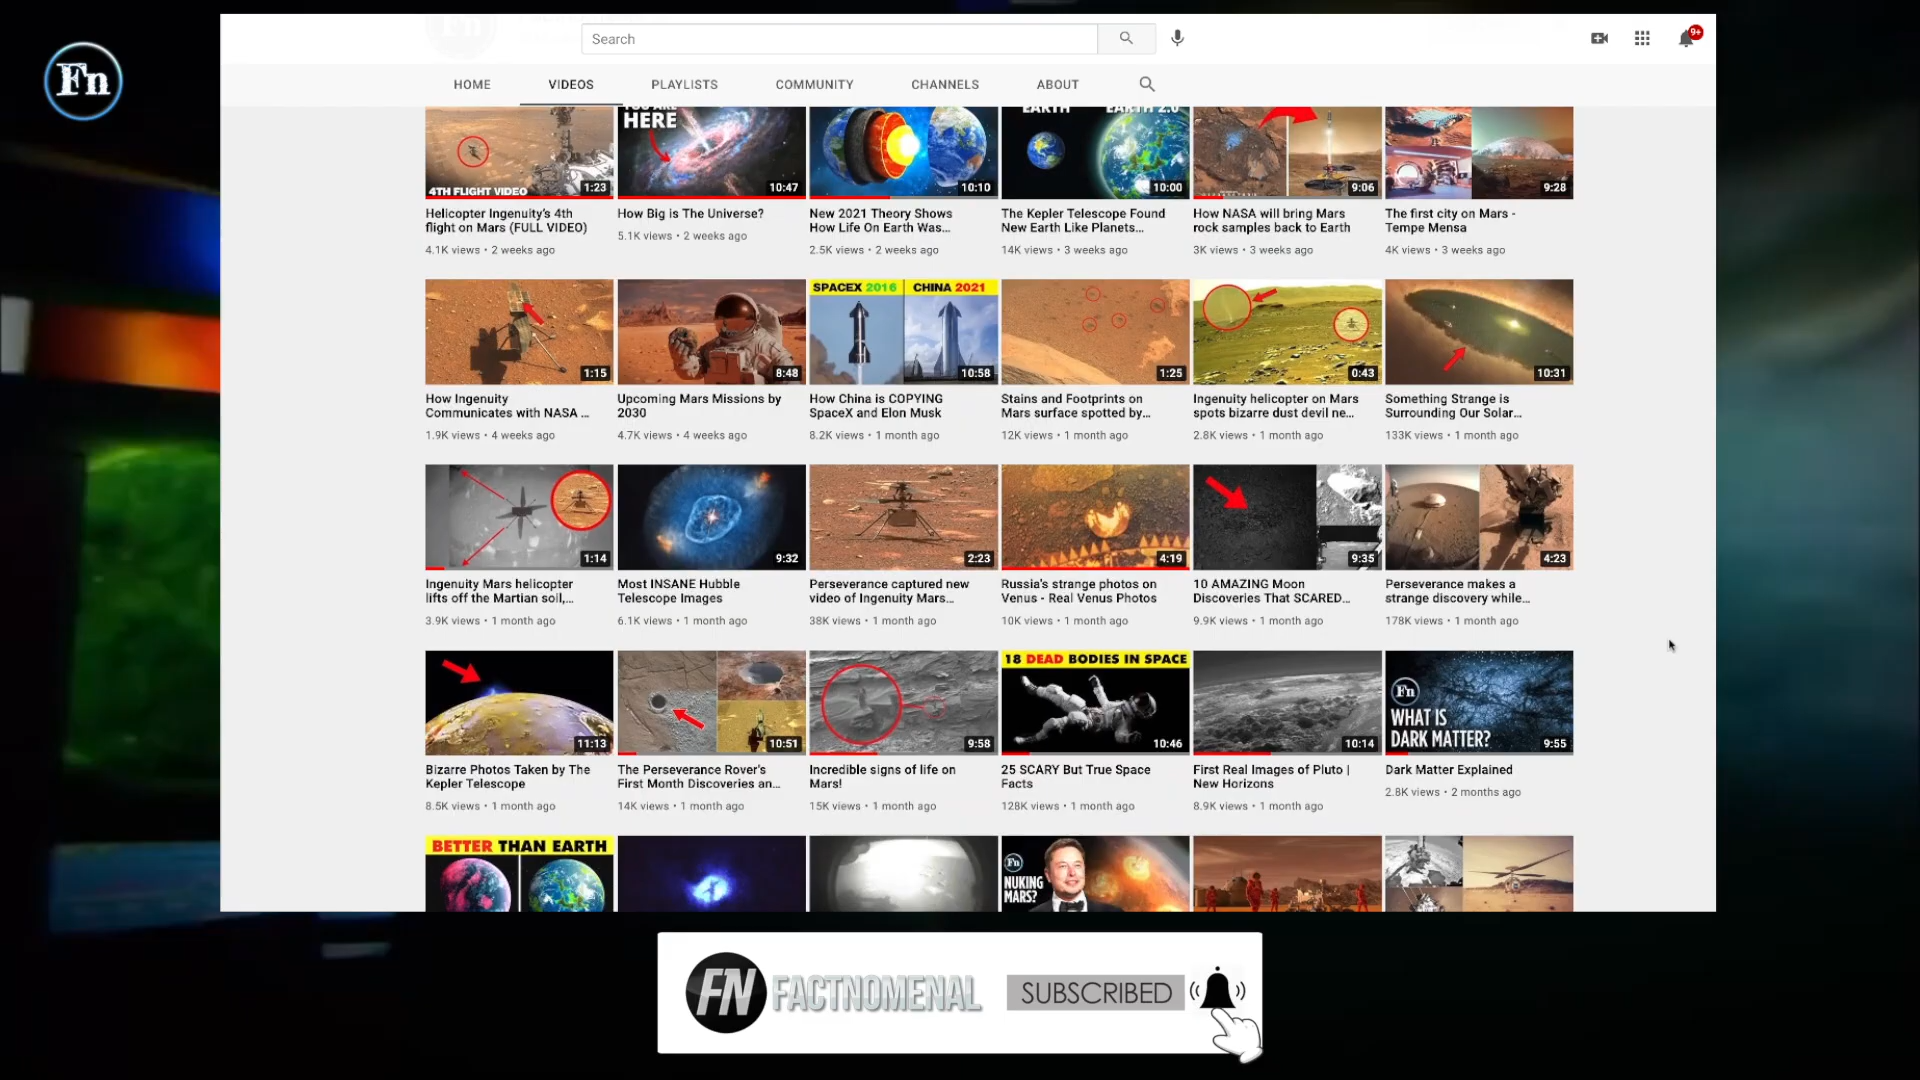 Fn
Search
9+
HOME VIDEOS PLAYLISTS COMMUNITY CHANNELS ABOUT
HERE
EARTH EARTH 2.0
4TH FLIGHT VIDEO
1:23 10:47 10:10 10:00 9:06 9:28
Helicopter Ingenuity's 4th
flight on Mars (FULL VIDEO)
4.1K views • 2 weeks ago
How Big is The Universe?
5.1K views • 2 weeks ago
New 2021 Theory Shows
How Life On Earth Was...
2.5K views • 2 weeks ago
The Kepler Telescope Found
New Earth Like Planets...
14K views • 3 weeks ago
How NASA will bring Mars
rock samples back to Earth
3K views • 3 weeks ago
The first city on Mars -
Tempe Mensa
4K views • 3 weeks ago
SPACEX 2016 CHINA 2021
1:15 8:48 10:58 1:25 0:43 10:31
How Ingenuity
Communicates with NASA ...
1.9K views • 4 weeks ago
Upcoming Mars Missions by
2030
4.7K views • 4 weeks ago
How China is COPYING
SpaceX and Elon Musk
8.2K views • 1 month ago
Stains and Footprints on
Mars surface spotted by...
12K views • 1 month ago
Ingenuity helicopter on Mars
spots bizarre dust devil ne...
2.8K views • 1 month ago
Something Strange is
Surrounding Our Solar...
133K views • 1 month ago
1:14 9:32 2:23 4:19 9:35 4:23
Ingenuity Mars helicopter
lifts off the Martian soil,...
3.9K views • 1 month ago
Most INSANE Hubble
Telescope Images
6.1K views • 1 month ago
Perseverance captured new
video of Ingenuity Mars...
38K views • 1 month ago
Russia's strange photos on
Venus - Real Venus Photos
10K views • 1 month ago
10 AMAZING Moon
Discoveries That SCARED...
9.9K views • 1 month ago
Perseverance makes a
strange discovery while...
178K views • 1 month ago
18 DEAD BODIES IN SPACE
Fn
WHAT IS
DARK MATTER?
11:13 10:51 9:58 10:46 10:14 9:55
Bizarre Photos Taken by The
Kepler Telescope
8.5K views • 1 month ago
The Perseverance Rover's
First Month Discoveries an...
14K views • 1 month ago
Incredible signs of life on
Mars!
15K views • 1 month ago
25 SCARY But True Space
Facts
128K views • 1 month ago
First Real Images of Pluto |
New Horizons
8.9K views • 1 month ago
Dark Matter Explained
2.8K views • 2 months ago
BETTER THAN EARTH
Fn
NUKING
MARS?
FN FACTNOMENAL SUBSCRIBED